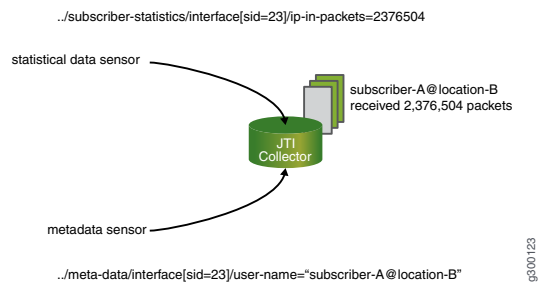 ../subscriber-statistics/interface[sid=23]/ip-in-packets=2376504
statistical data sensor
subscriber-A@location-B
received 2,376,504 packets
JTI
Collector
metadata sensor
../meta-data/interface[sid=23]/user-name=“subscriber-A@location-B”
g300123